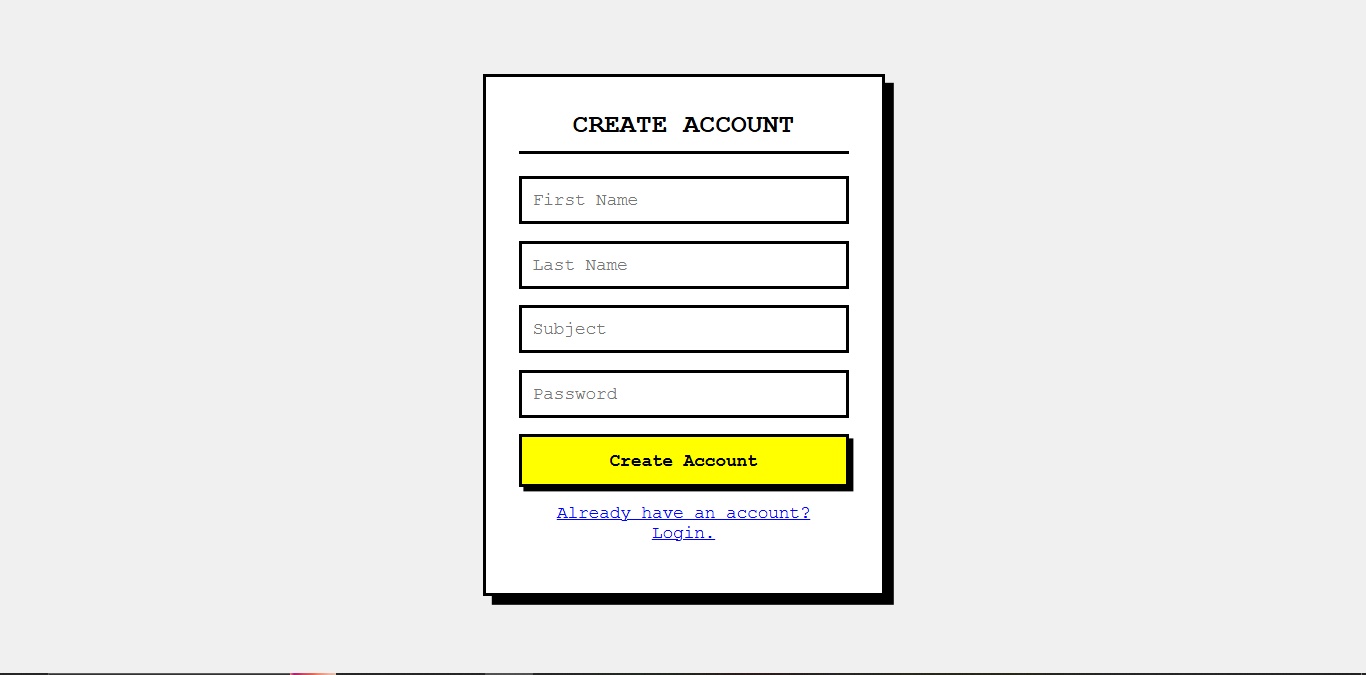 CREATE ACCOUNT
First Name
Last Name
Subject
Password
Create Account
Already have an account?
Login.